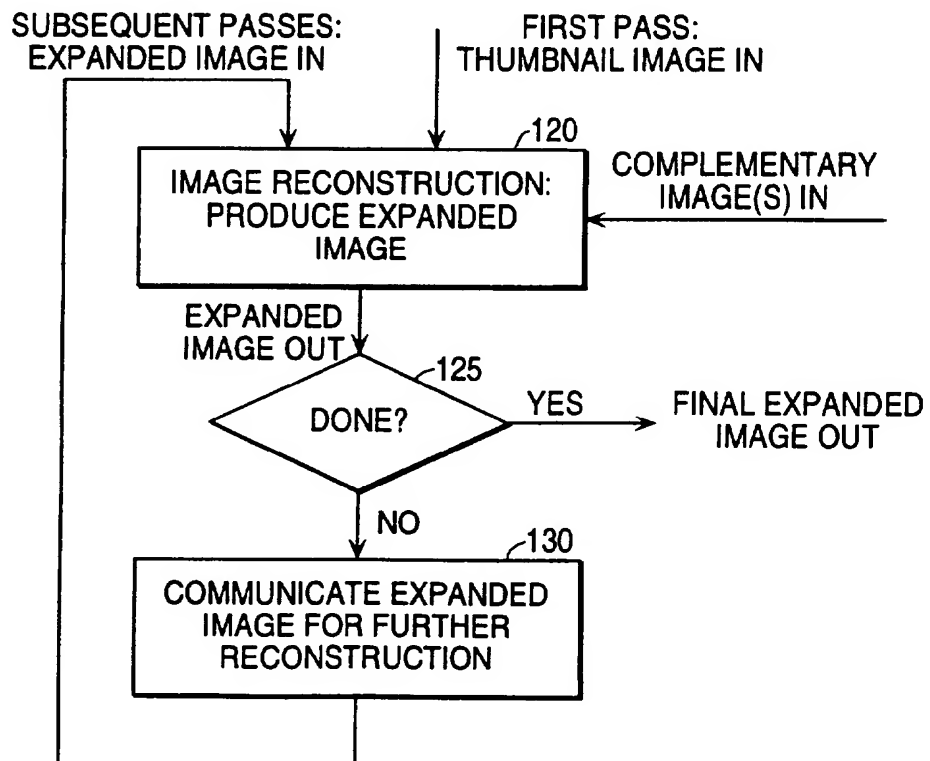 SUBSEQUENT PASSES:
EXPANDED IMAGE IN
FIRST PASS:
THUMBNAIL IMAGE IN
120
IMAGE RECONSTRUCTION:
PRODUCE EXPANDED
IMAGE
COMPLEMENTARY
IMAGE(S) IN
EXPANDED
IMAGE OUT
125
DONE?
YES
FINAL EXPANDED
IMAGE OUT
NO
130
COMMUNICATE EXPANDED
IMAGE FOR FURTHER
RECONSTRUCTION